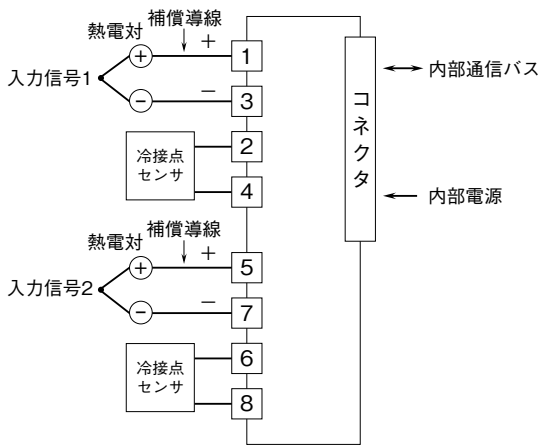 補償導線
熱電対
+
+
1
入力信号1
−
−
3
冷接点
センサ
2
4
補償導線
熱電対
+
+
5
入力信号2
−
−
7
冷接点
センサ
6
8
コネクタ
内部通信バス
内部電源